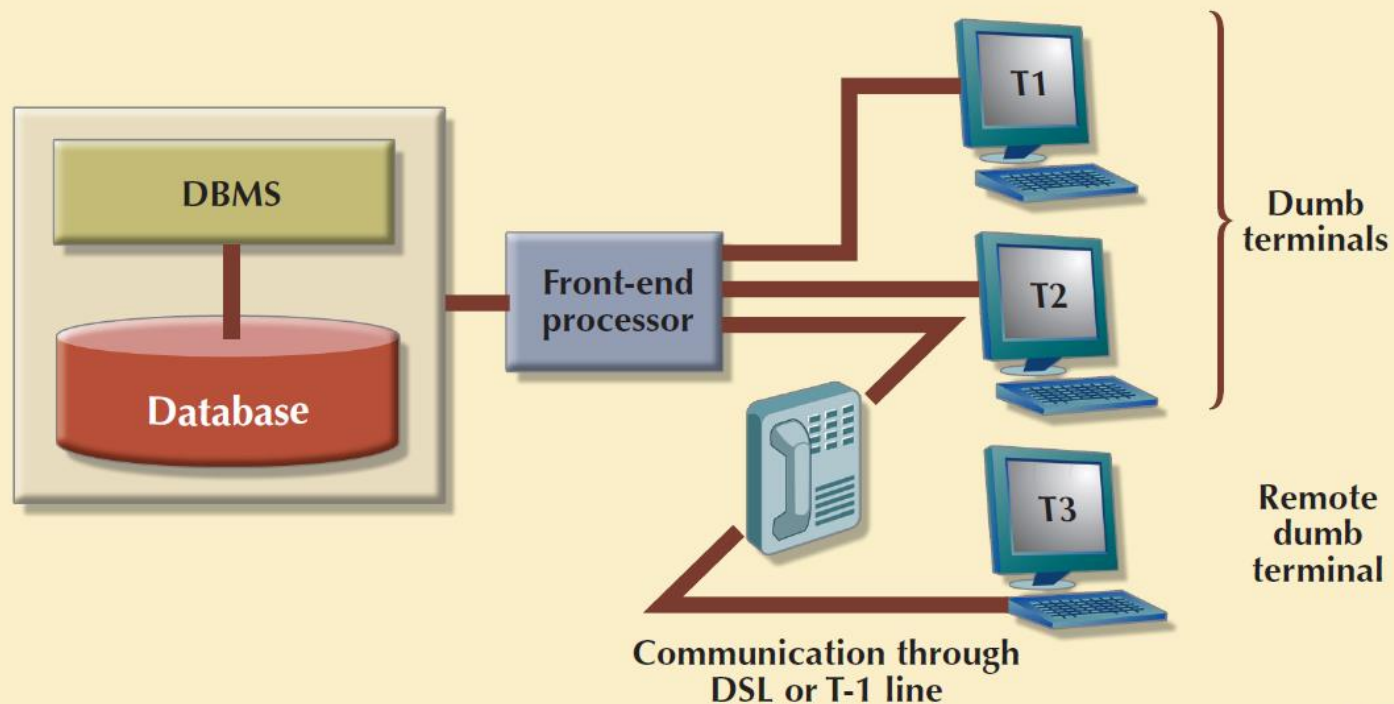 DBMS
Database
Front-end
processor
T1
T2
T3
Dumb
terminals
Remote
dumb
terminal
Communication through
DSL or T-1 line